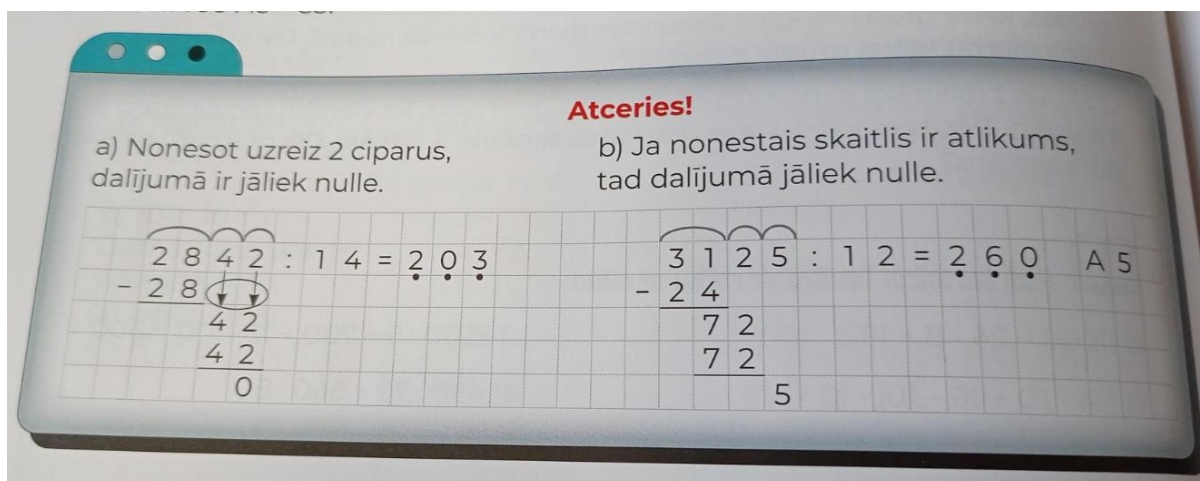 Atceries!
a) Nonesot uzreiz 2 ciparus,
dalījumā ir jāliek nulle.
2842 : 14 = 203
- 28
42
42
0
b) Ja nonestais skaitlis ir atlikums,
tad dalījumā jāliek nulle.
3125 : 12 = 260 A5
- 24
72
72
5